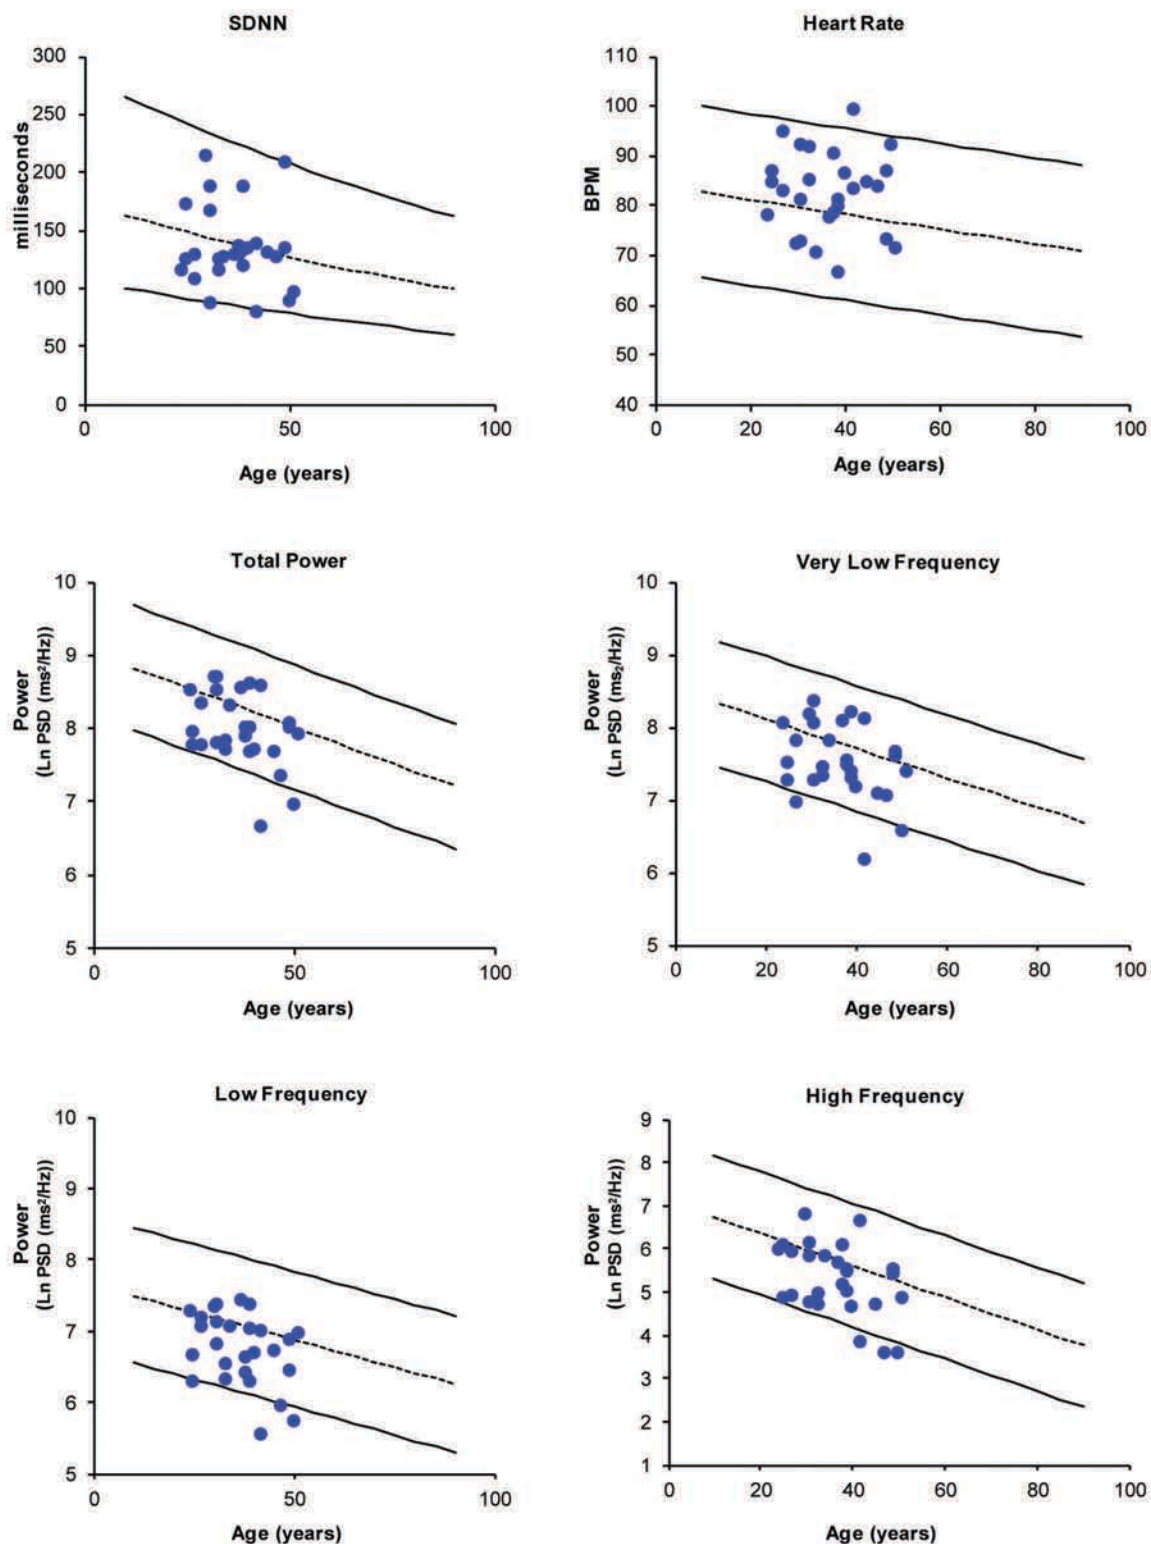 SDNN
milliseconds
300
250
200
150
100
50
0
0 50 100
Age (years)
Heart Rate
BPM
110
100
90
80
70
60
50
40
0 20 40 60 80 100
Age (years)
Total Power
Power
(Ln PSD (ms²/Hz))
10
9
8
7
6
5
0 50 100
Age (years)
Very Low Frequency
Power
(Ln PSD (ms₂/Hz))
10
9
8
7
6
5
0 20 40 60 80 100
Age (years)
Low Frequency
Power
(Ln PSD (ms²/Hz))
10
9
8
7
6
5
0 50 100
Age (years)
High Frequency
Power
(Ln PSD (ms²/Hz))
9
8
7
6
5
4
3
2
1
0 20 40 60 80 100
Age (years)